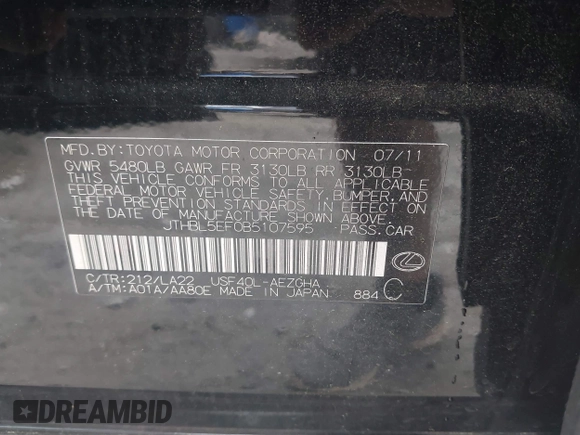 MFD.BY:TOYOTA MOTOR CORPORATION 07/11
GVWR 5480LB GAWR FR 3130LB RR 3130LB
THIS VEHICLE CONFORMS TO ALL APPLICABLE
FEDERAL MOTOR VEHICLE SAFETY, BUMPER, AND
THEFT PREVENTION STANDARDS IN EFFECT ON
THE DATE OF MANUFACTURE SHOWN ABOVE.
JTHBL5EF0B5107595 PASS.CAR
C/TR:212/LA22 USF40L-AEZGHA
A/TM:A01A/AA80E MADE IN JAPAN 884 C
DREAMBID